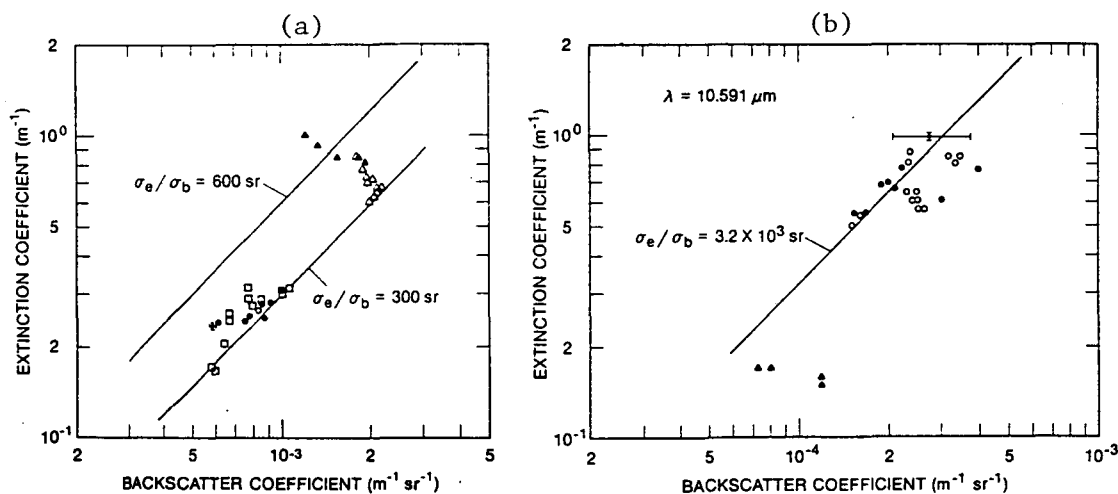 (a)
2
10⁰
5
2
10⁻¹
EXTINCTION COEFFICIENT (m⁻¹)
σe/σb = 600 sr
σe/σb = 300 sr
2
5
10⁻³
2
5
BACKSCATTER COEFFICIENT (m⁻¹ sr⁻¹)
(b)
2
10⁰
5
2
10⁻¹
EXTINCTION COEFFICIENT (m⁻¹)
λ = 10.591 μm
σe/σb = 3.2 X 10³ sr
2
5
10⁻⁴
2
5
10⁻³
BACKSCATTER COEFFICIENT (m⁻¹ sr⁻¹)